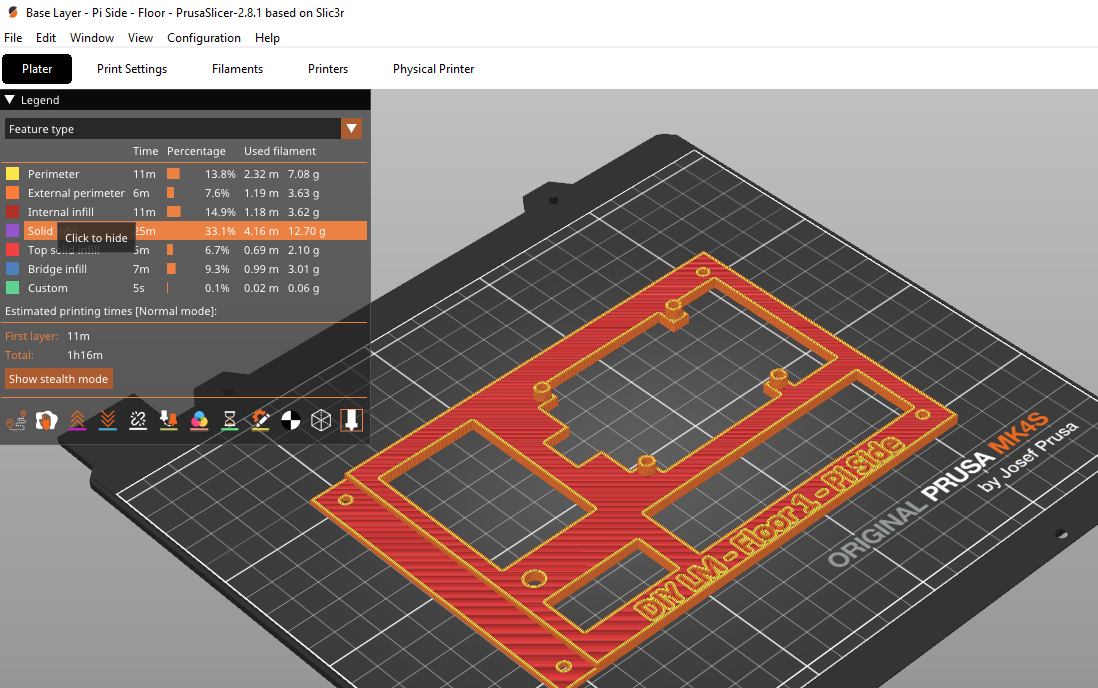 Base Layer - Pi Side - Floor - PrusaSlicer-2.8.1 based on Slic3r
File Edit Window View Configuration Help
Plater Print Settings Filaments Printers Physical Printer
Legend
Feature type
Time Percentage Used filament
Perimeter 11m 13.8% 2.32 m 7.08 g
External perimeter 6m 7.6% 1.19 m 3.63 g
Internal infill 11m 14.9% 1.18 m 3.62 g
Solid infill 25m 33.1% 4.16 m 12.70 g
Click to hide
Top solid infill 5m 6.7% 0.69 m 2.10 g
Bridge infill 7m 9.3% 0.99 m 3.01 g
Custom 5s 0.1% 0.02 m 0.06 g
Estimated printing times [Normal mode]:
First layer: 11m
Total: 1h16m
Show stealth mode
DIY LM - Floor 1 - Pi Side
ORIGINAL PRUSA MK4S
by Josef Prusa